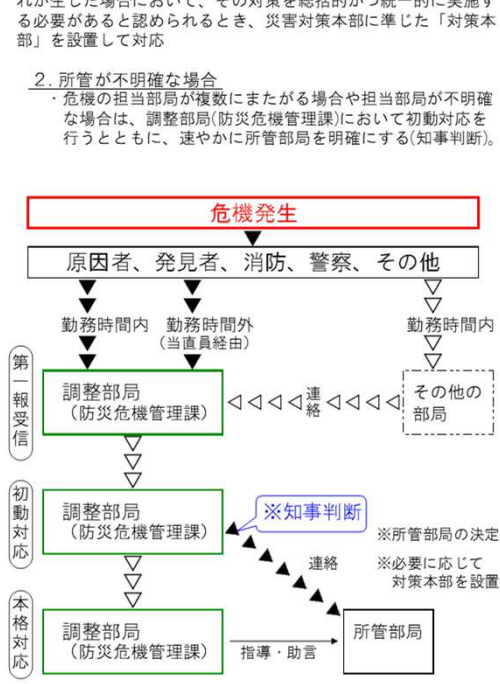 れが生じた場合において、その対策を総括的かつ統一的に実施す
る必要があると認められるとき、災害対策本部に準じた「対策本
部」を設置して対応
2．所管が不明確な場合
・危機の担当部局が複数にまたがる場合や担当部局が不明確
な場合は、調整部局(防災危機管理課)において初動対応を
行うとともに、速やかに所管部局を明確にする(知事判断)。
危機発生
原因者、発見者、消防、警察、その他
勤務時間内
勤務時間外
（当直員経由）
勤務時間内
第一報受信
調整部局
（防災危機管理課）
連絡
その他の
部局
初動対応
調整部局
（防災危機管理課）
※知事判断
※所管部局の決定
連絡
※必要に応じて
対策本部を設置
本格対応
調整部局
（防災危機管理課）
指導・助言
所管部局